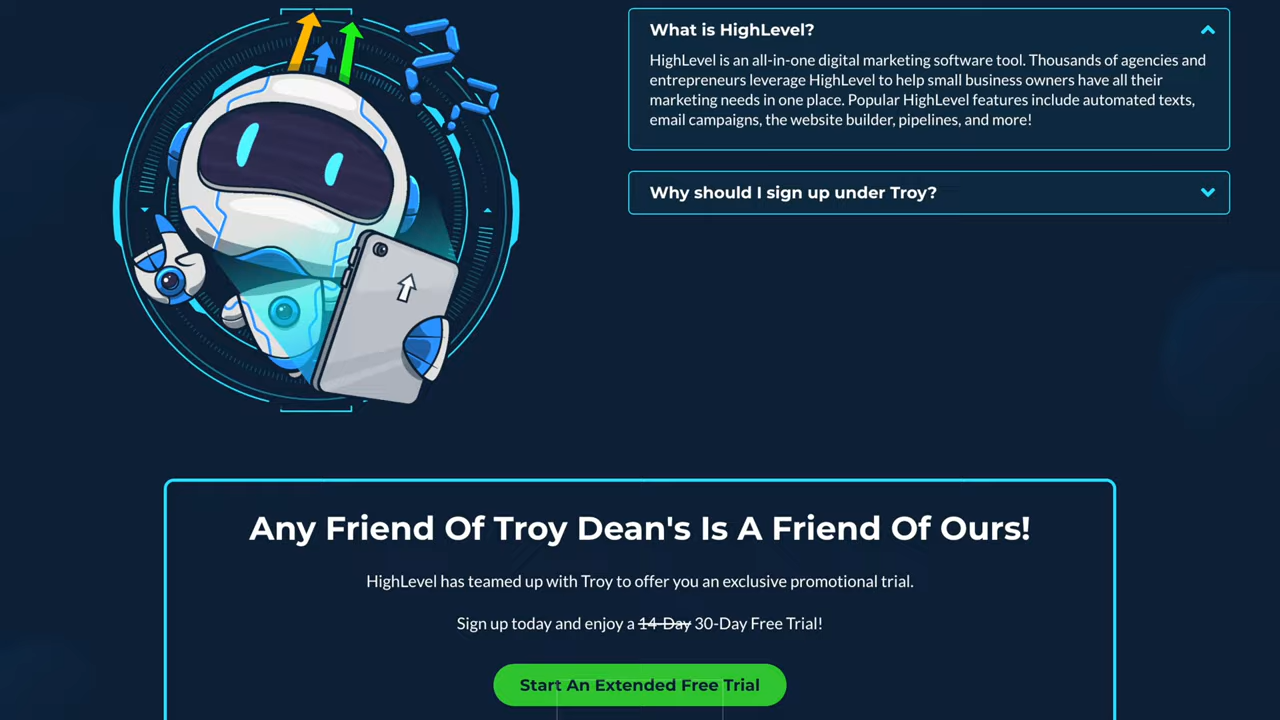 What is HighLevel?
HighLevel is an all-in-one digital marketing software tool. Thousands of agencies and
entrepreneurs leverage HighLevel to help small business owners have all their
marketing needs in one place. Popular HighLevel features include automated texts,
email campaigns, the website builder, pipelines, and more!
Why should I sign up under Troy?
Any Friend Of Troy Dean's Is A Friend Of Ours!
HighLevel has teamed up with Troy to offer you an exclusive promotional trial.
Sign up today and enjoy a 14-Day 30-Day Free Trial!
Start An Extended Free Trial